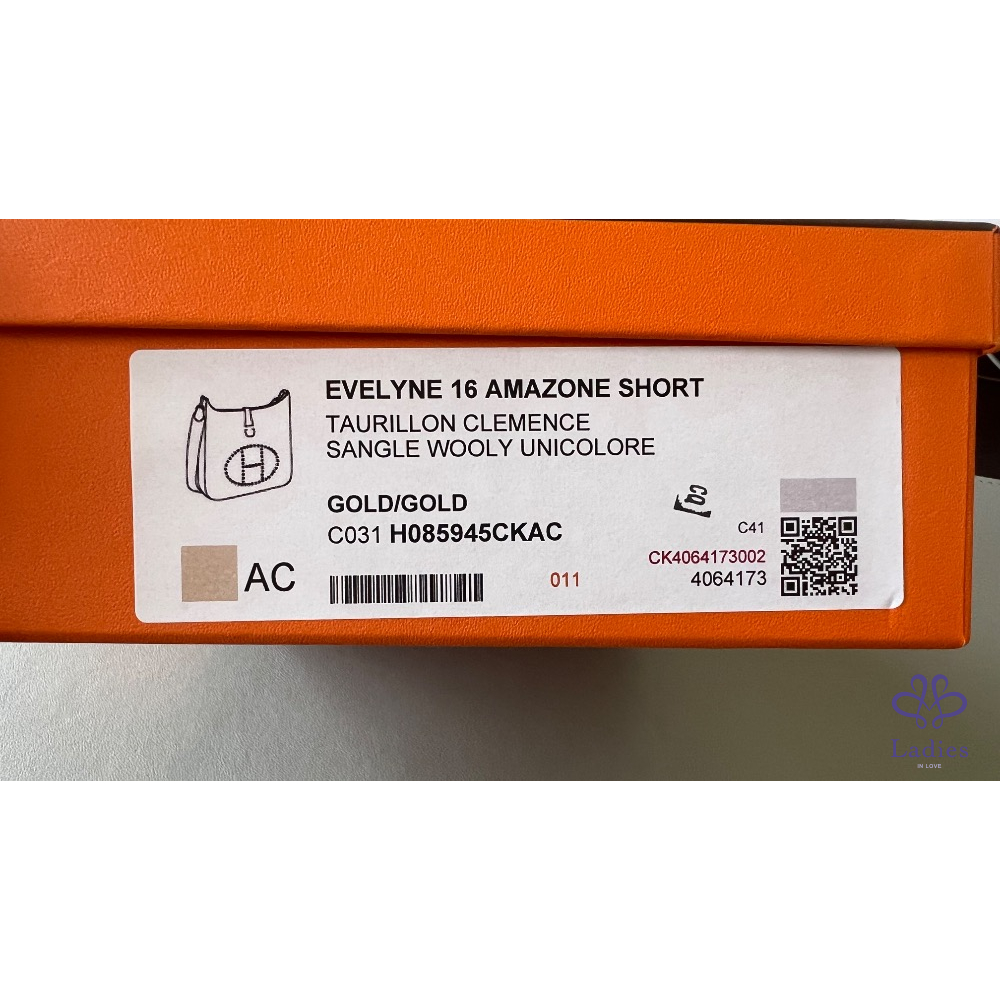 EVELYNE 16 AMAZONE SHORT
TAURILLON CLEMENCE
SANGLE WOOLY UNICOLORE
GOLD/GOLD
C031 H085945CKAC
C41
CK4064173002
4064173
AC
011
H
Ladies
IN LOVE